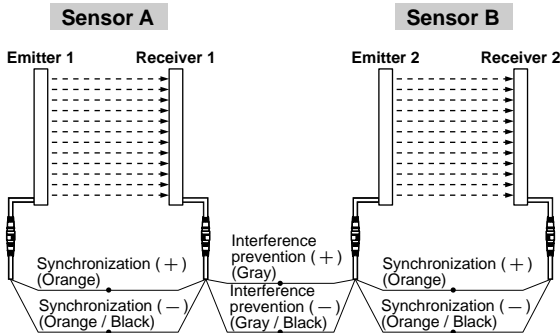 Sensor A
Sensor B
Emitter 1
Receiver 1
Emitter 2
Receiver 2
Synchronization (+)
(Orange)
Synchronization (−)
(Orange / Black)
Interference
prevention (+)
(Gray)
Interference
prevention (−)
(Gray / Black)
Synchronization (+)
(Orange)
Synchronization (−)
(Orange / Black)